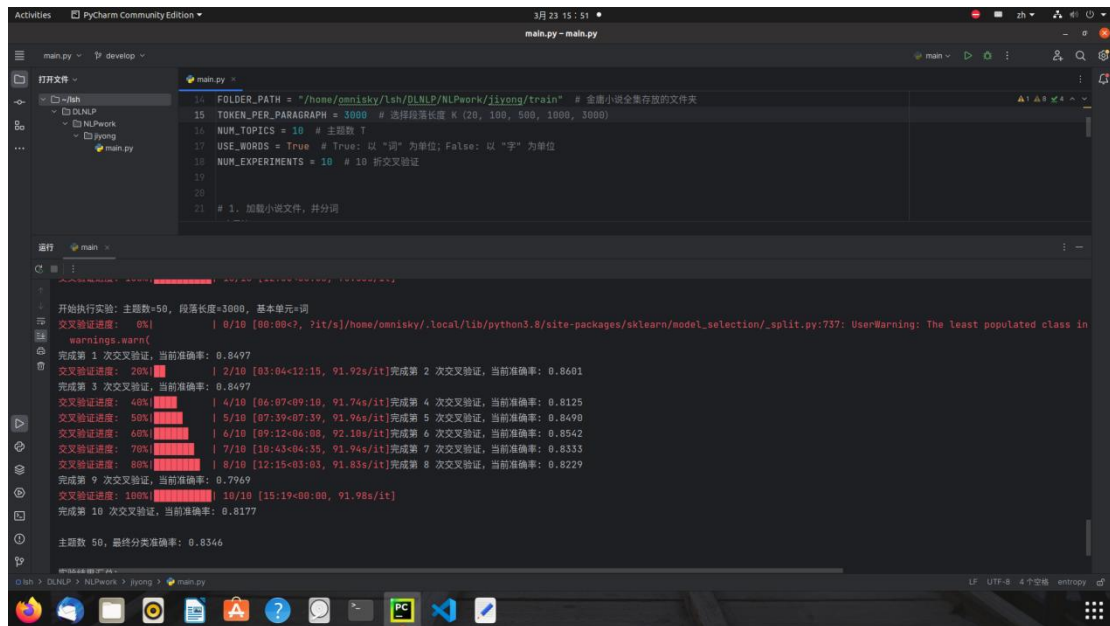 Activities PyCharm Community Edition 3月 23 15：51 zh
main.py – main.py
main.py develop main
打开文件 main.py
~/lsh
DLNLP
NLPwork
jiyong
main.py
14 FOLDER_PATH = "/home/omnisky/lsh/DLNLP/NLPwork/jiyong/train" # 金庸小说全集存放的文件夹
15 TOKEN_PER_PARAGRAPH = 3000 # 选择段落长度 K (20, 100, 500, 1000, 3000)
16 NUM_TOPICS = 10 # 主题数 T
17 USE_WORDS = True # True: 以 "词" 为单位; False: 以 "字" 为单位
18 NUM_EXPERIMENTS = 10 # 10 折交叉验证
19
20
21 # 1. 加载小说文件，并分词
1 8 4
运行 main
开始执行实验: 主题数=50, 段落长度=3000, 基本单元=词
交叉验证进度: 0%| | 0/10 [00:00<?, ?it/s]/home/omnisky/.local/lib/python3.8/site-packages/sklearn/model_selection/_split.py:737: UserWarning: The least populated class in
warnings.warn(
完成第 1 次交叉验证，当前准确率: 0.8497
交叉验证进度: 20%| | 2/10 [03:04<12:15, 91.92s/it]完成第 2 次交叉验证，当前准确率: 0.8601
完成第 3 次交叉验证，当前准确率: 0.8497
交叉验证进度: 40%| | 4/10 [06:07<09:10, 91.74s/it]完成第 4 次交叉验证，当前准确率: 0.8125
交叉验证进度: 50%| | 5/10 [07:39<07:39, 91.96s/it]完成第 5 次交叉验证，当前准确率: 0.8490
交叉验证进度: 60%| | 6/10 [09:12<06:08, 92.10s/it]完成第 6 次交叉验证，当前准确率: 0.8542
交叉验证进度: 70%| | 7/10 [10:43<04:35, 91.94s/it]完成第 7 次交叉验证，当前准确率: 0.8333
交叉验证进度: 80%| | 8/10 [12:15<03:03, 91.83s/it]完成第 8 次交叉验证，当前准确率: 0.8229
完成第 9 次交叉验证，当前准确率: 0.7969
交叉验证进度: 100%| | 10/10 [15:19<00:00, 91.98s/it]
完成第 10 次交叉验证，当前准确率: 0.8177
主题数 50，最终分类准确率: 0.8346
lsh > DLNLP > NLPwork > jiyong > main.py LF UTF-8 4 个空格 entropy